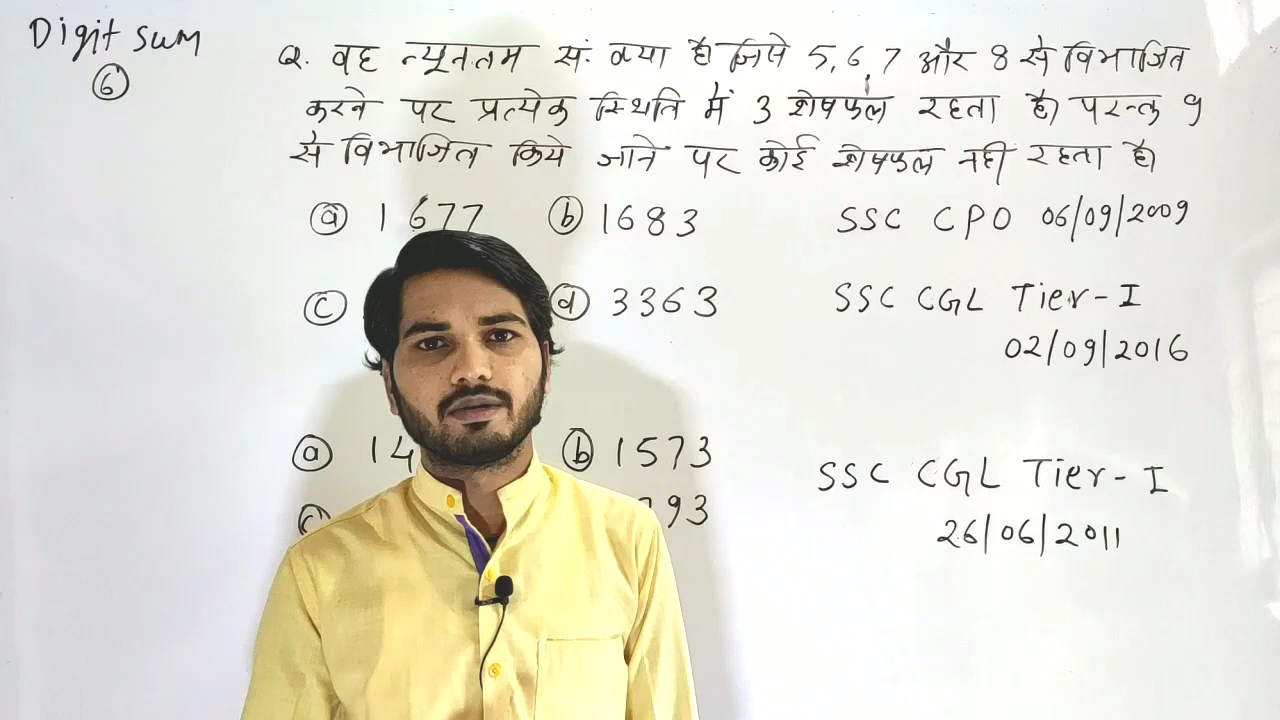 Digit sum
6
Q. वह न्यूनतम सं. क्या है जिसे 5, 6, 7 और 8 से विभाजित
करने पर प्रत्येक स्थिति में 3 शेषफल रहता है। परन्तु 9
से विभाजित किये जाने पर कोई शेषफल नही रहता है।
a 1677 b 1683 SSC CPO 06/09/2009
c d 3363 SSC CGL Tier-I
02/09/2016
a 14 b 1573 SSC CGL Tier-I
93 26/06/2011